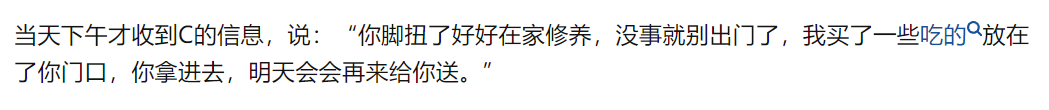 当天下午才收到C的信息，说：“你脚扭了好好在家修养，没事就别出门了，我买了一些吃的放在
了你门口，你拿进去，明天会会再来给你送。”